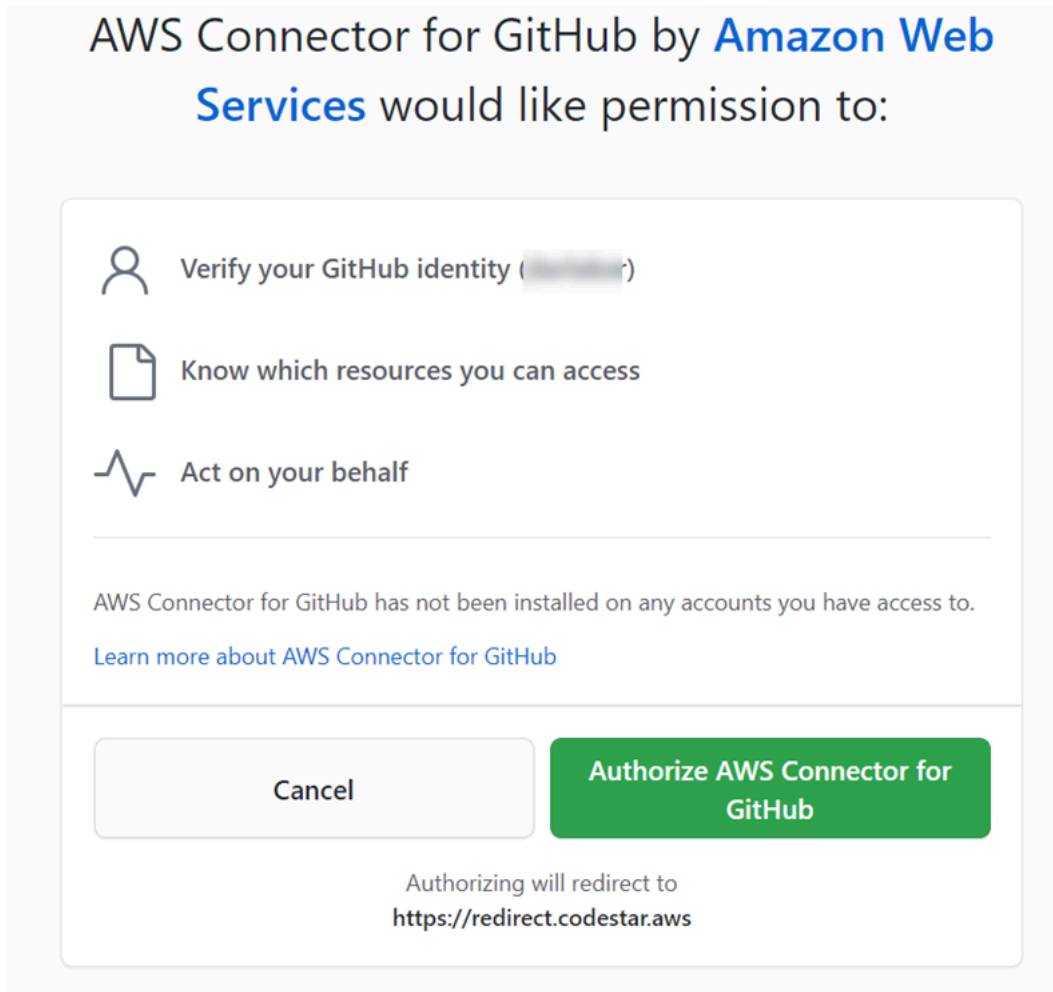 AWS Connector for GitHub by Amazon Web
Services would like permission to:
Verify your GitHub identity (r)
Know which resources you can access
Act on your behalf
AWS Connector for GitHub has not been installed on any accounts you have access to.
Learn more about AWS Connector for GitHub
Cancel
Authorize AWS Connector for
GitHub
Authorizing will redirect to
https://redirect.codestar.aws